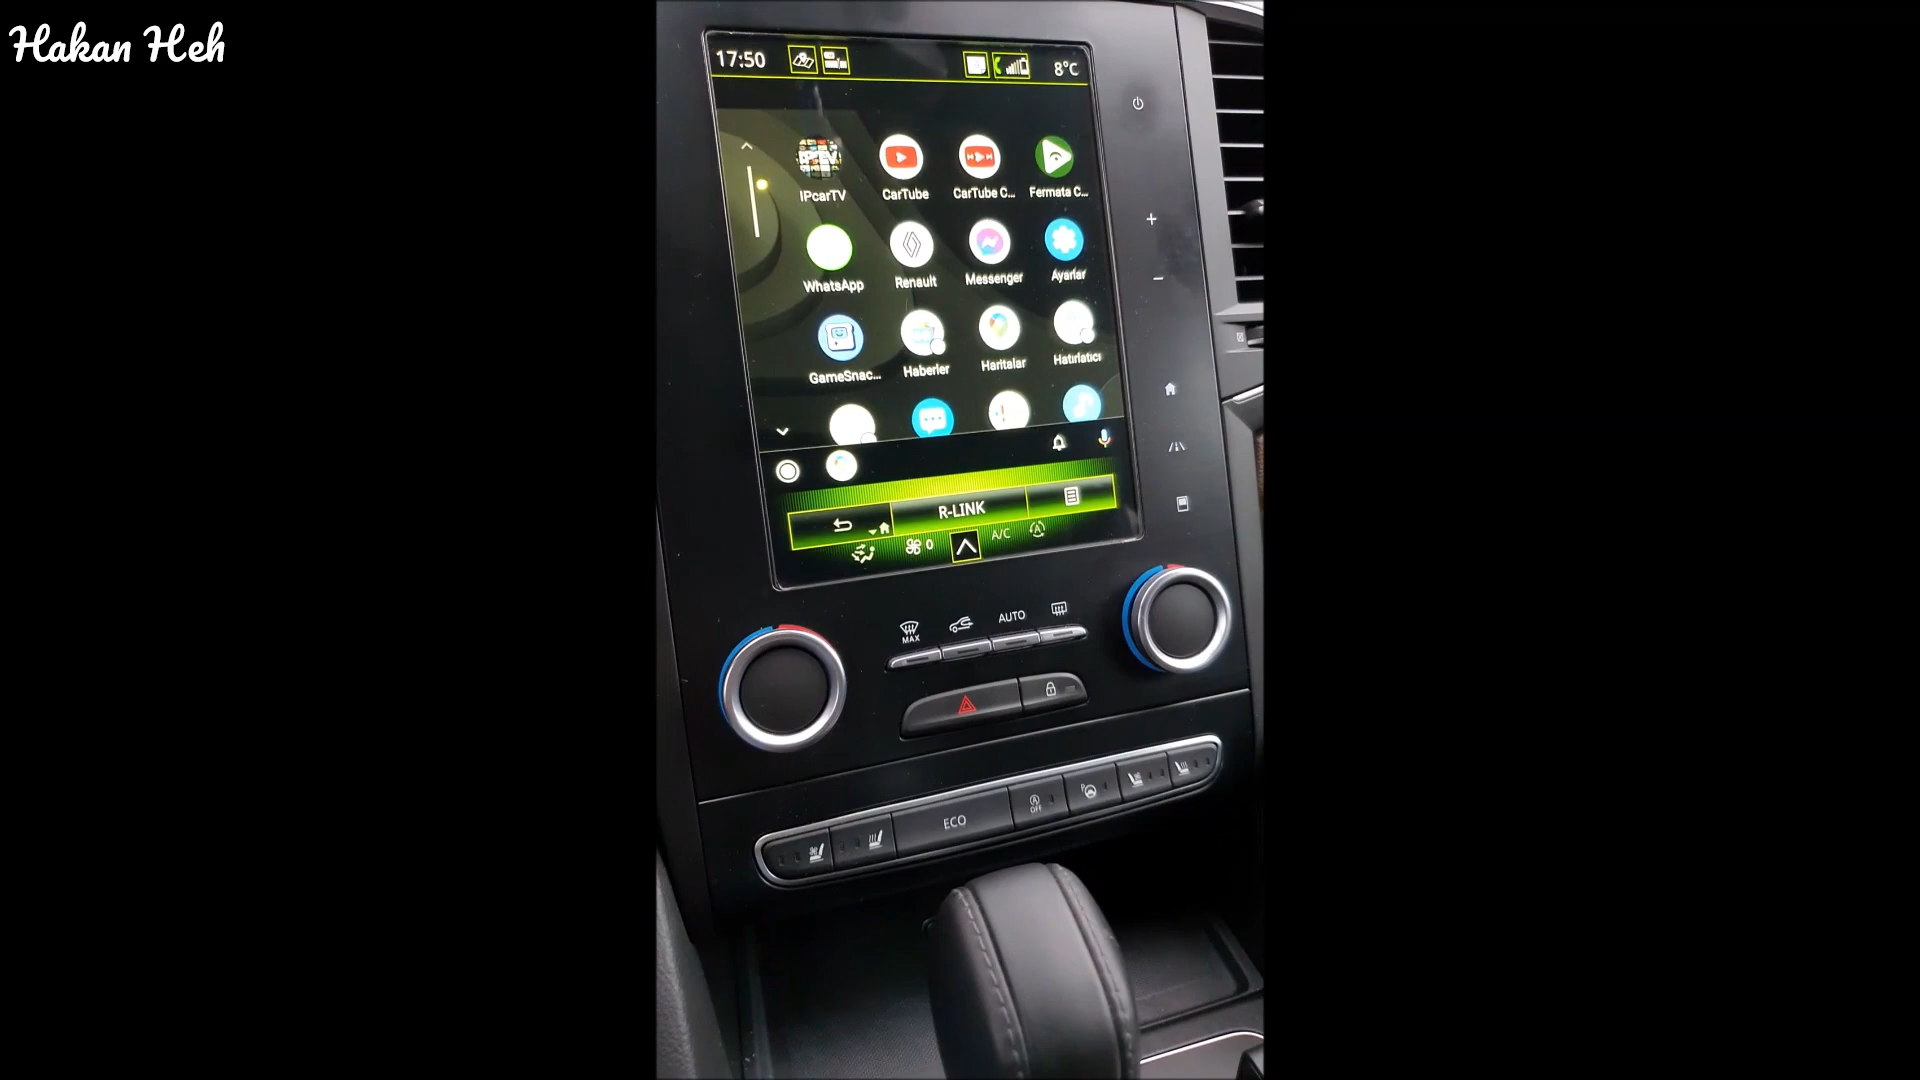 Hakan Heh
17:50
8°C
IPTV
IPcarTV
CarTube
CarTube C...
Fermata C...
WhatsApp
Renault
Messenger
Ayarlar
GameSnac...
Haberler
Haritalar
Hatırlatıcı
R-LINK
0
A/C
MAX
AUTO
ECO
OFF